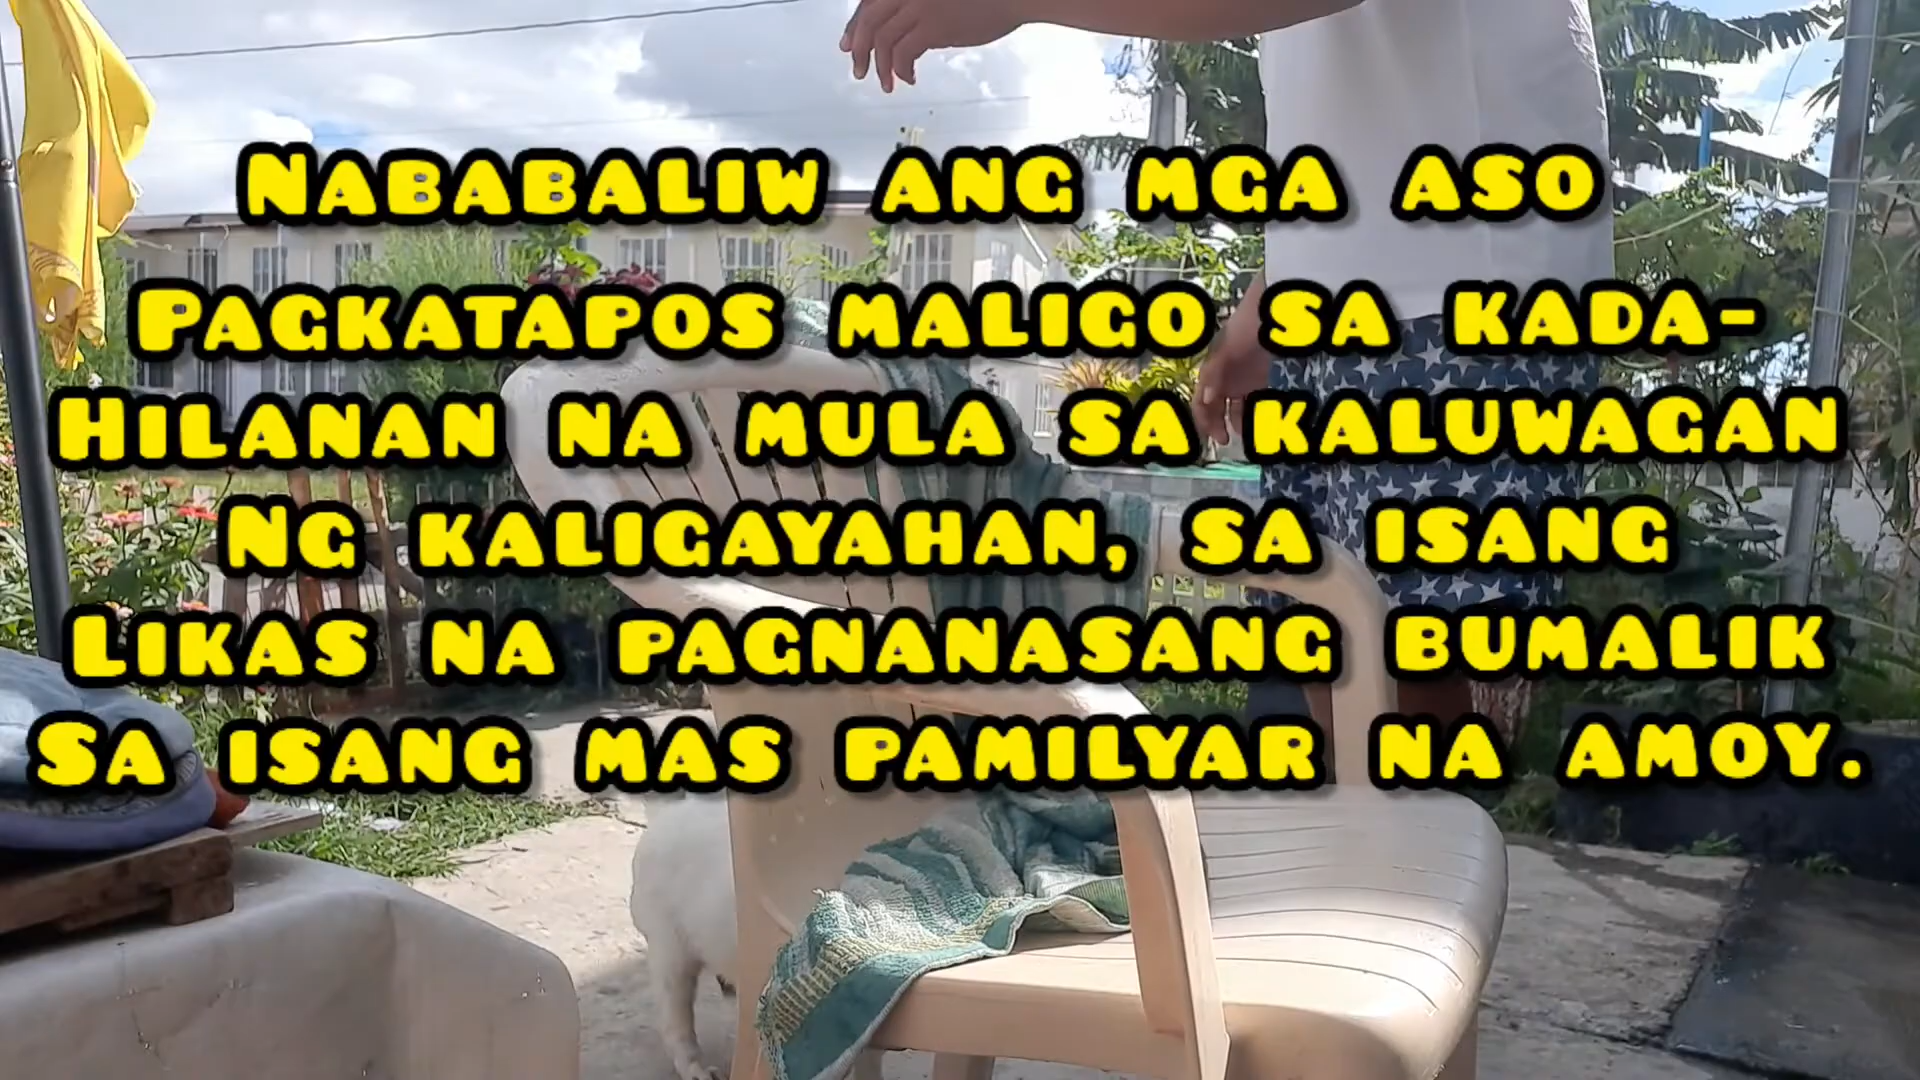 Nababaliw ang mga aso
Pagkatapos maligo sa kada-
Hilanan na mula sa kaluwagan
Ng kaligayahan, sa isang
Likas na pagnanasang bumalik
Sa isang mas pamilyar na amoy.